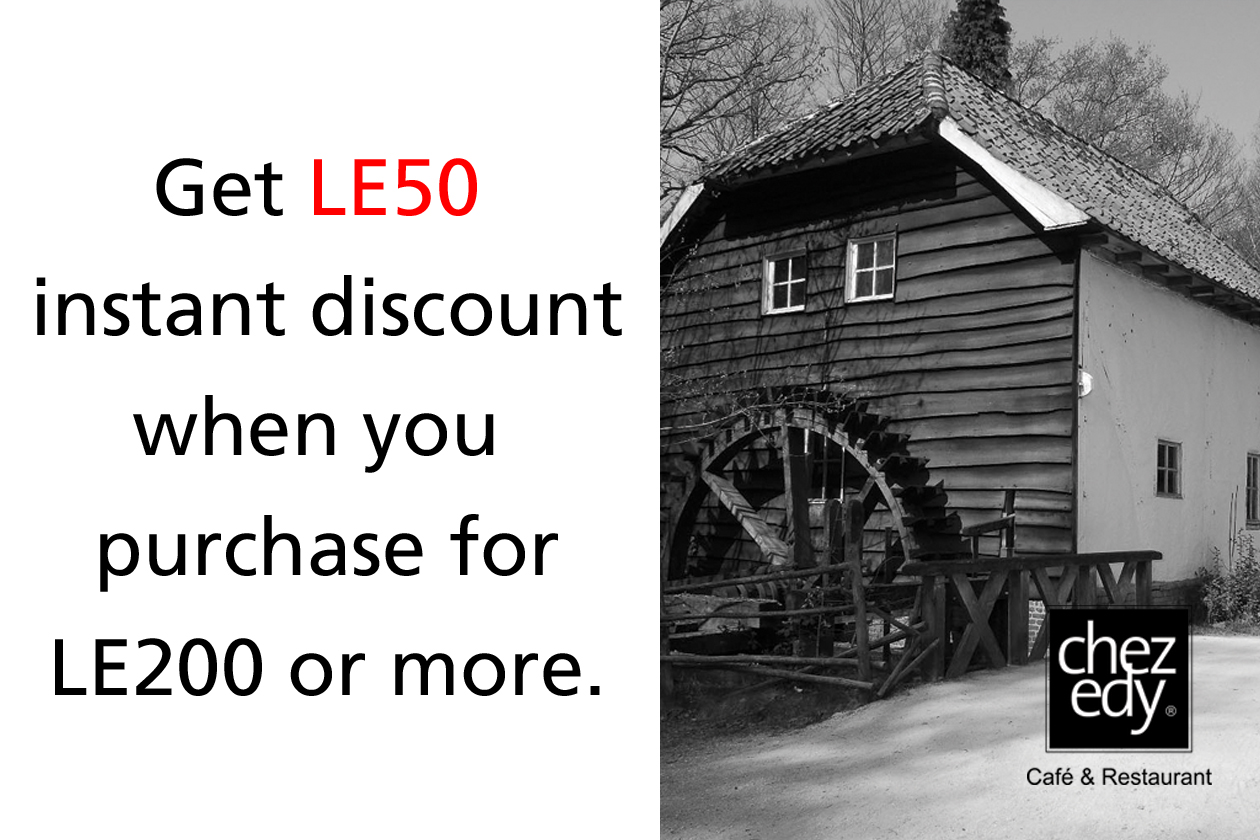 Get LE50
instant discount
when you
purchase for
LE200 or more.
chez
edy®
Café & Restaurant